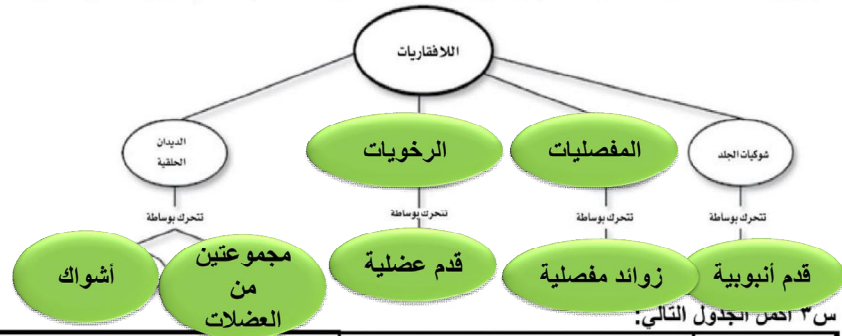 اللافقاريات
شوكيات الجلد
المفصليات
الرخويات
الديدان
الحلقية
تتحرك بوساطة
تتحرك بوساطة
تتحرك بوساطة
تتحرك بوساطة
قدم أنبوبية
زوائد مفصلية
قدم عضلية
مجموعتين
من
العضلات
أشواك
س٣ أكمل الجدول التالي: